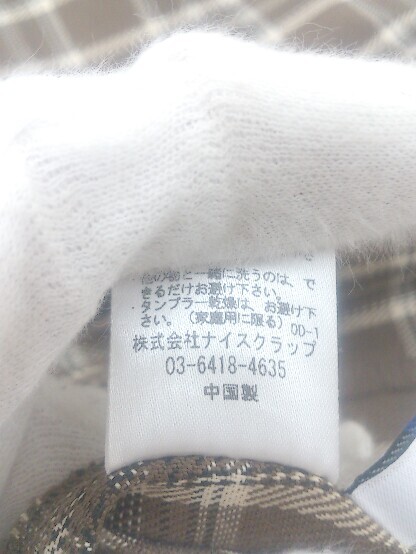 他の物と一緒に洗うのは、で
きるだけお避け下さい。
・タンブラー乾燥は、お避け下
さい。（家庭用に限る）OD-1
株式会社ナイスクラップ
03-6418-4635
中国製